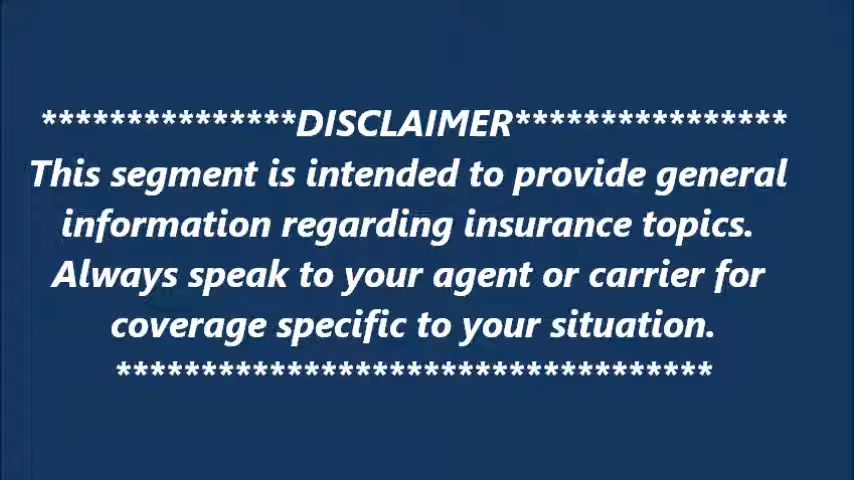 ***************DISCLAIMER****************
This segment is intended to provide general
information regarding insurance topics.
Always speak to your agent or carrier for
coverage specific to your situation.
***********************************